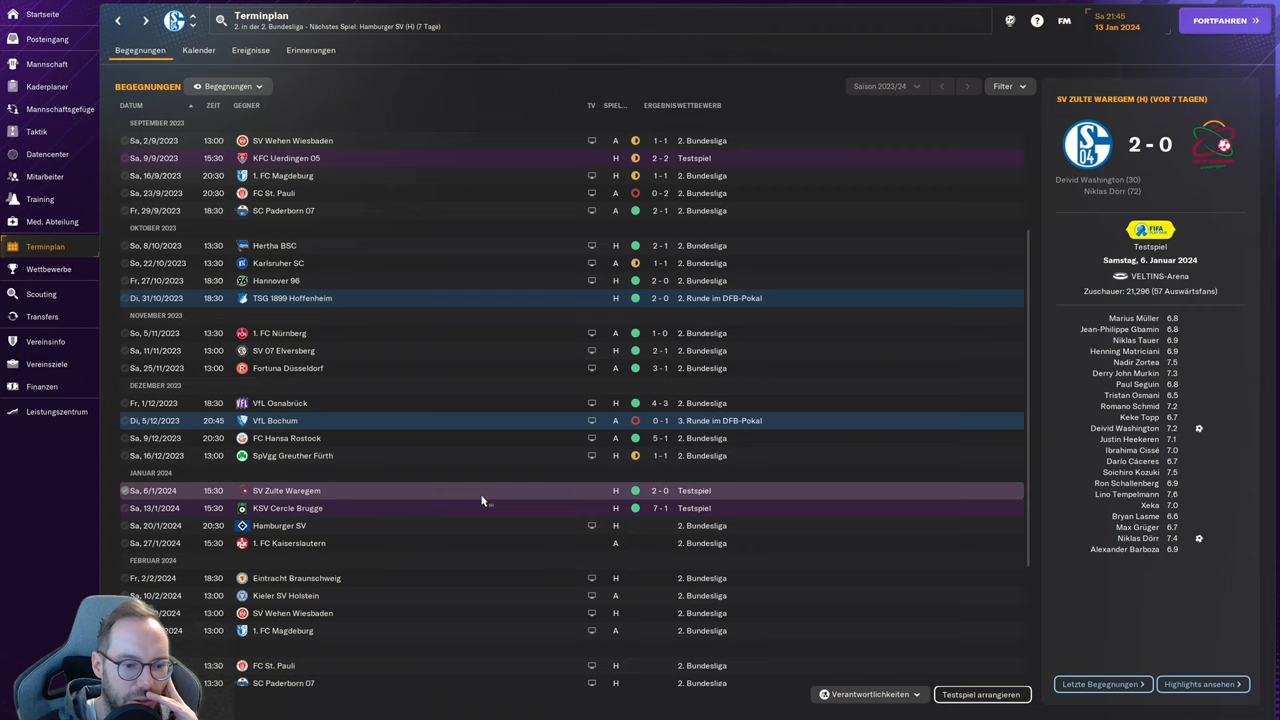 Startseite
Posteingang
Mannschaft
Kaderplaner
Mannschaftsgefüge
Taktik
Datencenter
Mitarbeiter
Training
Med. Abteilung
Terminplan
Wettbewerbe
Scouting
Transfers
Vereinsinfo
Vereinsziele
Finanzen
Leistungszentrum
Terminplan
2. in der 2. Bundesliga - Nächstes Spiel: Hamburger SV (H) (7 Tage)
? FM
Sa 21:45
13 Jan 2024
FORTFAHREN
Begegnungen Kalender Ereignisse Erinnerungen
BEGEGNUNGEN Begegnungen Saison 2023/24 Filter
DATUM ZEIT GEGNER TV SPIEL... ERGEBNIS WETTBEWERB
SEPTEMBER 2023
Sa, 2/9/2023 13:00 SV Wehen Wiesbaden A 1 - 1 2. Bundesliga
Sa, 9/9/2023 15:30 KFC Uerdingen 05 H 2 - 2 Testspiel
Sa, 16/9/2023 20:30 1. FC Magdeburg H 1 - 1 2. Bundesliga
Sa, 23/9/2023 20:30 FC St. Pauli A 0 - 2 2. Bundesliga
Fr, 29/9/2023 18:30 SC Paderborn 07 A 2 - 1 2. Bundesliga
OKTOBER 2023
So, 8/10/2023 13:30 Hertha BSC H 2 - 1 2. Bundesliga
So, 22/10/2023 13:30 Karlsruher SC A 1 - 1 2. Bundesliga
Fr, 27/10/2023 18:30 Hannover 96 H 2 - 0 2. Bundesliga
Di, 31/10/2023 18:30 TSG 1899 Hoffenheim H 2 - 0 2. Runde im DFB-Pokal
NOVEMBER 2023
So, 5/11/2023 13:30 1. FC Nürnberg A 1 - 0 2. Bundesliga
Sa, 11/11/2023 13:00 SV 07 Elversberg H 2 - 1 2. Bundesliga
Sa, 25/11/2023 13:00 Fortuna Düsseldorf A 3 - 1 2. Bundesliga
DEZEMBER 2023
Fr, 1/12/2023 18:30 VfL Osnabrück H 4 - 3 2. Bundesliga
Di, 5/12/2023 20:45 VfL Bochum A 0 - 1 3. Runde im DFB-Pokal
Sa, 9/12/2023 20:30 FC Hansa Rostock A 5 - 1 2. Bundesliga
Sa, 16/12/2023 13:00 SpVgg Greuther Fürth H 1 - 1 2. Bundesliga
JANUAR 2024
Sa, 6/1/2024 15:30 SV Zulte Waregem H 2 - 0 Testspiel
Sa, 13/1/2024 15:30 KSV Cercle Brugge H 7 - 1 Testspiel
Sa, 20/1/2024 20:30 Hamburger SV H 2. Bundesliga
Sa, 27/1/2024 15:30 1. FC Kaiserslautern A 2. Bundesliga
FEBRUAR 2024
Fr, 2/2/2024 18:30 Eintracht Braunschweig H 2. Bundesliga
Sa, 10/2/2024 13:00 Kieler SV Holstein A 2. Bundesliga
13:00 SV Wehen Wiesbaden H 2. Bundesliga
13:00 1. FC Magdeburg A 2. Bundesliga
13:30 FC St. Pauli H 2. Bundesliga
13:30 SC Paderborn 07 H 2. Bundesliga
Verantwortlichkeiten Testspiel arrangieren
SV ZULTE WAREGEM (H) (VOR 7 TAGEN)
2 - 0
Deivid Washington (30)
Niklas Dörr (72)
FIFA
Testspiel
Samstag, 6. Januar 2024
VELTINS-Arena
Zuschauer: 21,296 (57 Auswärtsfans)
Marius Müller 6.8
Jean-Philippe Gbamin 6.8
Niklas Tauer 6.9
Henning Matriciani 6.9
Nadir Zortea 7.5
Derry John Murkin 7.3
Paul Seguin 6.8
Tristan Osmani 6.5
Romano Schmid 7.2
Keke Topp 6.7
Deivid Washington 7.2
Justin Heekeren 7.1
Ibrahima Cissé 7.0
Darío Cáceres 6.7
Soichiro Kozuki 7.5
Ron Schallenberg 6.9
Lino Tempelmann 7.6
Xeka 7.0
Bryan Lasme 6.6
Max Grüger 6.7
Niklas Dörr 7.4
Alexander Barboza 6.9
Letzte Begegnungen Highlights ansehen